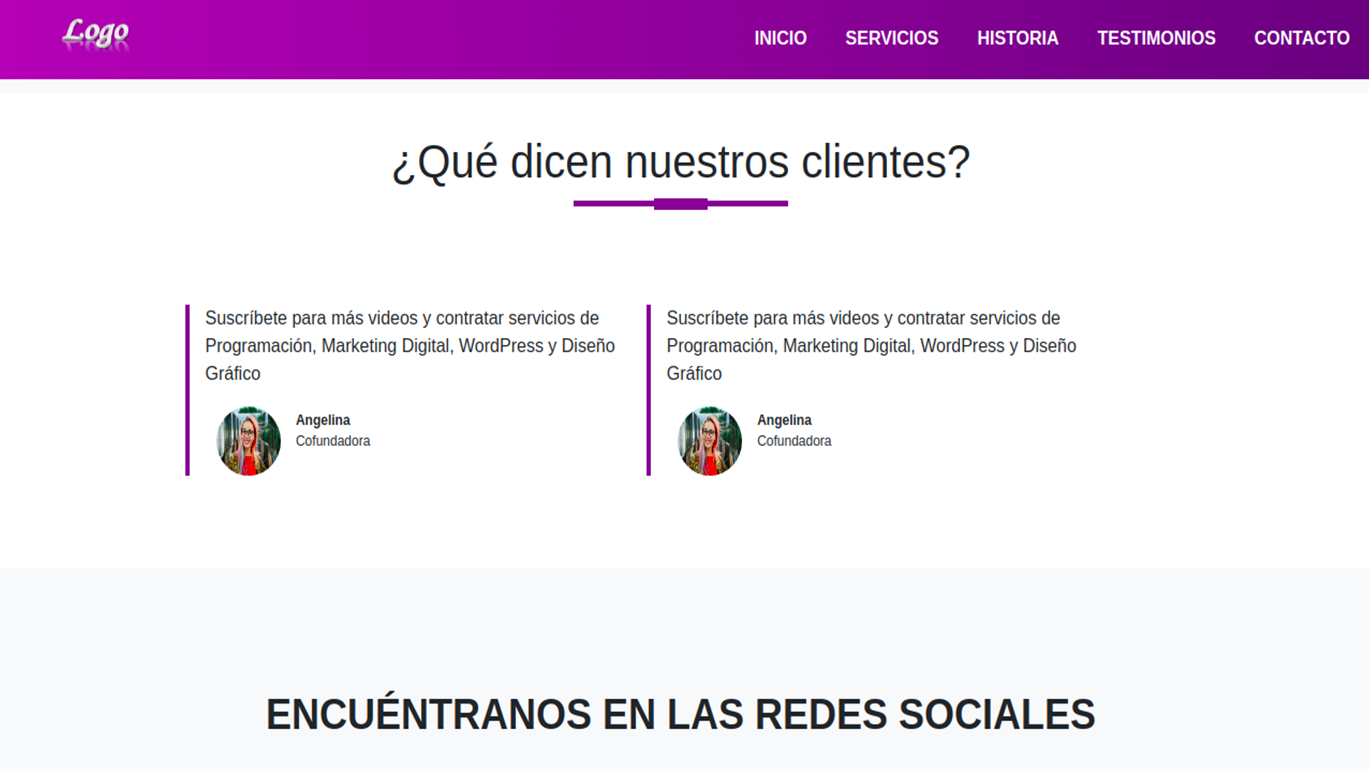 Logo
INICIO SERVICIOS HISTORIA TESTIMONIOS CONTACTO
¿Qué dicen nuestros clientes?
Suscríbete para más videos y contratar servicios de
Programación, Marketing Digital, WordPress y Diseño
Gráfico
Angelina
Cofundadora
Suscríbete para más videos y contratar servicios de
Programación, Marketing Digital, WordPress y Diseño
Gráfico
Angelina
Cofundadora
ENCUÉNTRANOS EN LAS REDES SOCIALES